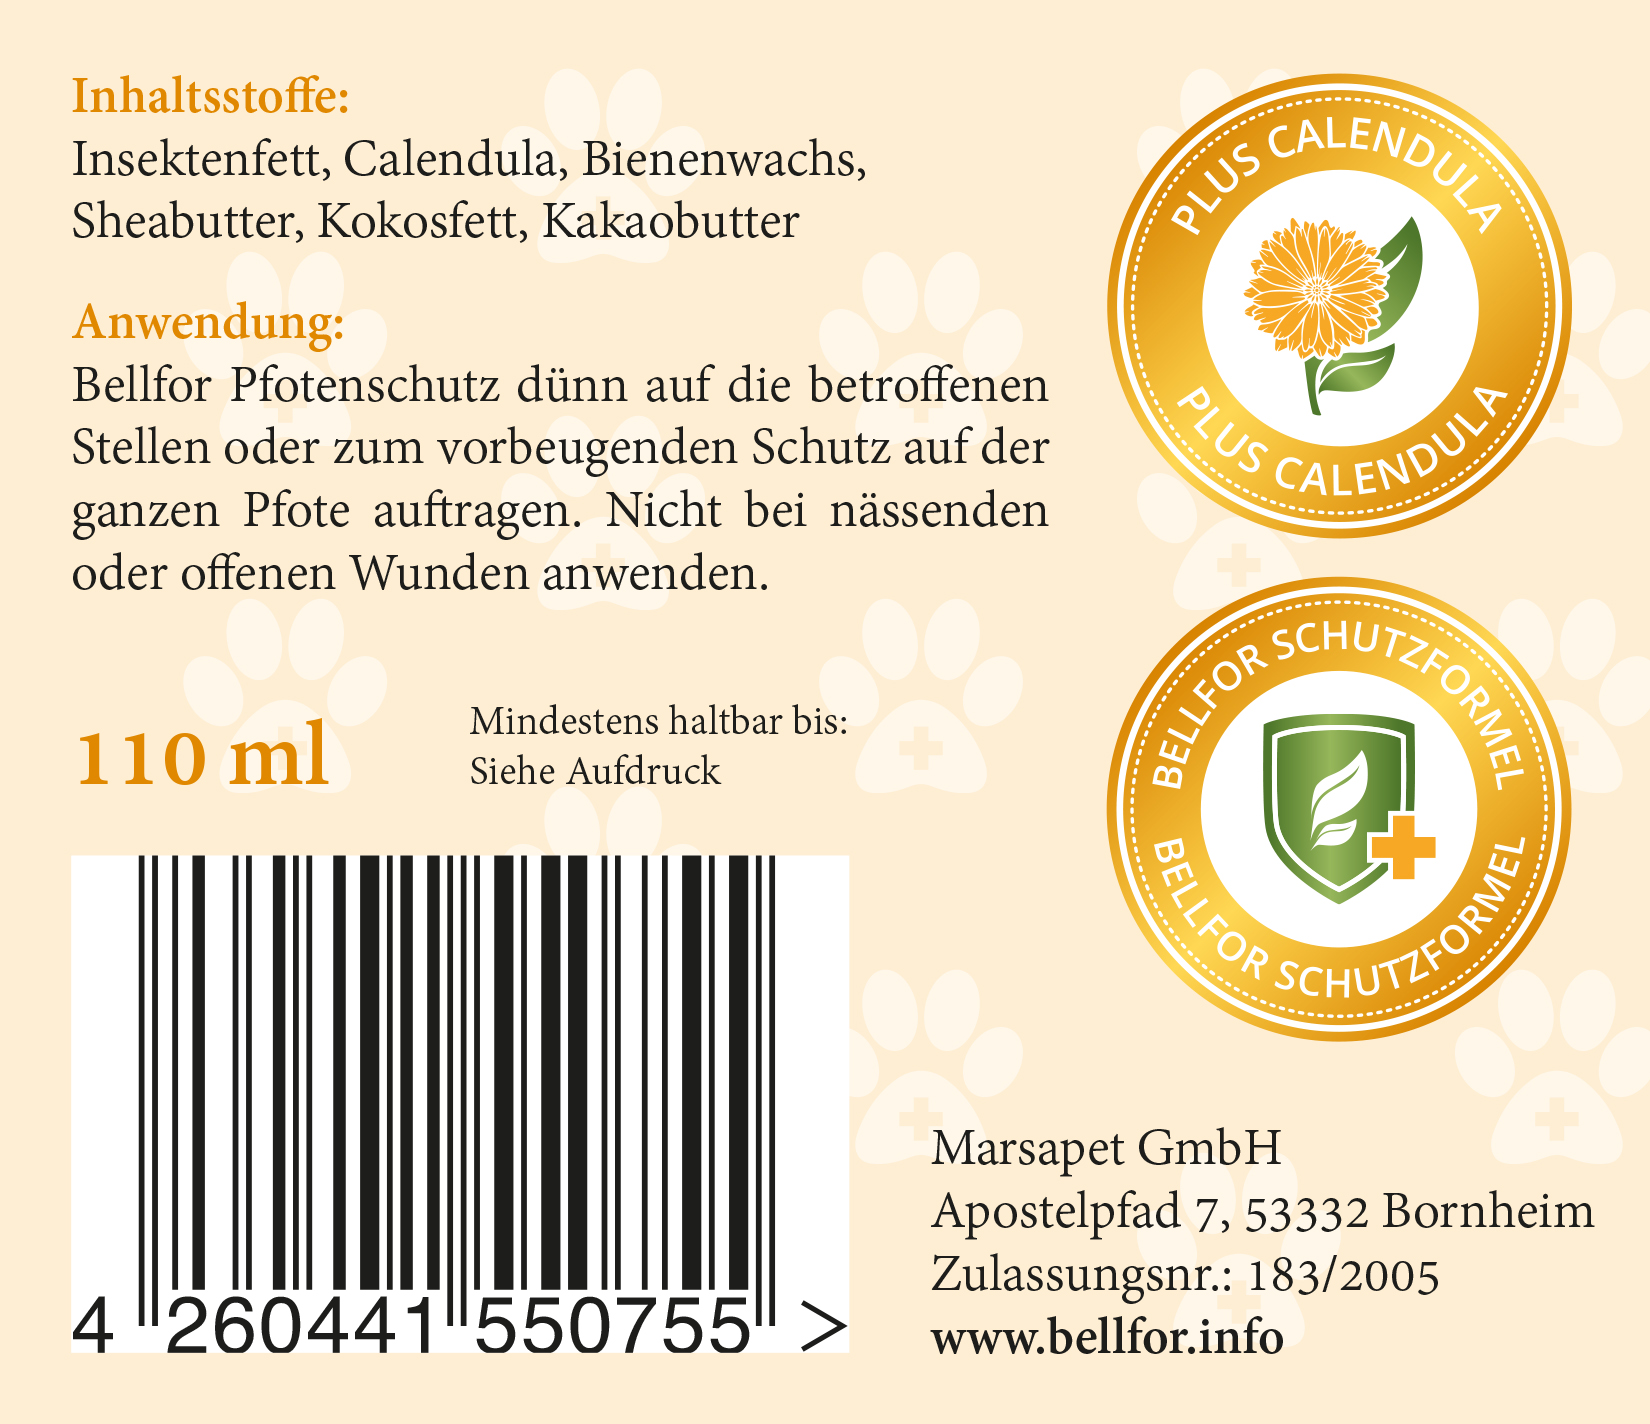 Inhaltsstoffe:
Insektenfett, Calendula, Bienenwachs,
Sheabutter, Kokosfett, Kakaobutter
Anwendung:
Bellfor Pfotenschutz dünn auf die betroffenen
Stellen oder zum vorbeugenden Schutz auf der
ganzen Pfote auftragen. Nicht bei nässenden
oder offenen Wunden anwenden.
110 ml
Mindestens haltbar bis:
Siehe Aufdruck
4 260441 550755 >
PLUS CALENDULA
PLUS CALENDULA
BELLFOR SCHUTZFORMEL
BELLFOR SCHUTZFORMEL
Marsapet GmbH
Apostelpfad 7, 53332 Bornheim
Zulassungsnr.: 183/2005
www.bellfor.info